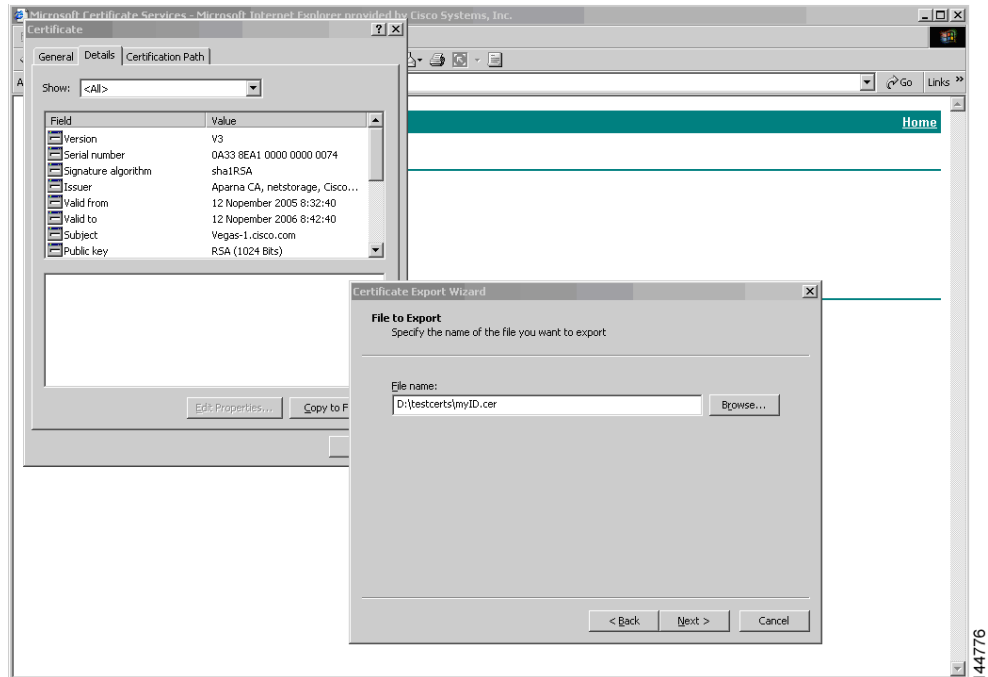 Microsoft Certificate Services - Microsoft Internet Explorer provided by Cisco Systems, Inc.
Certificate
General Details Certification Path
Go Links »
Show: <All>
Home
Field Value
Version V3
Serial number 0A33 8EA1 0000 0000 0074
Signature algorithm sha1RSA
Issuer Aparna CA, netstorage, Cisco...
Valid from 12 Nopember 2005 8:32:40
Valid to 12 Nopember 2006 8:42:40
Subject Vegas-1.cisco.com
Public key RSA (1024 Bits)
Edit Properties... Copy to F
Certificate Export Wizard
File to Export
Specify the name of the file you want to export
File name:
D:\testcerts\myID.cer Browse...
< Back Next > Cancel
144776